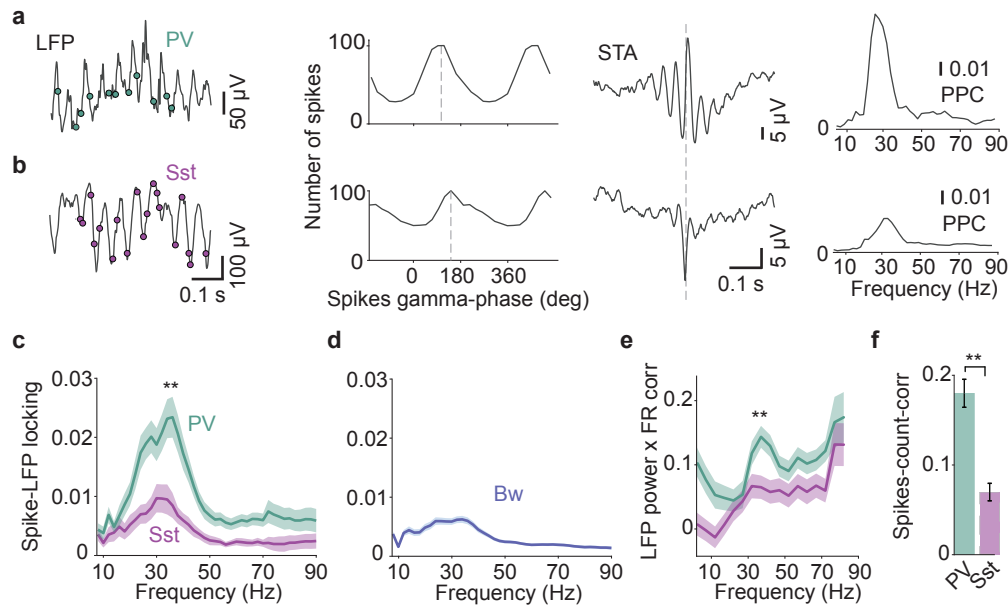 a
LFP
PV
50 µV
Number of spikes
100
0
STA
5 µV
0.01
PPC
0
10 30 50 70 90
b
Sst
100 µV
0.1 s
100
0
0 180 360
Spikes gamma-phase (deg)
5 µV
0.1 s
0.01
PPC
0
10 30 50 70 90
Frequency (Hz)
c
Spike-LFP locking
0.03
0.02
0.01
0
**
PV
Sst
10 30 50 70 90
Frequency (Hz)
d
0.03
0.02
0.01
0
Bw
10 30 50 70 90
Frequency (Hz)
e
LFP power x FR corr
0.2
0.1
0
**
10 30 50 70 90
Frequency (Hz)
f
Spikes-count-corr
0.2
0.1
0
**
PV
Sst